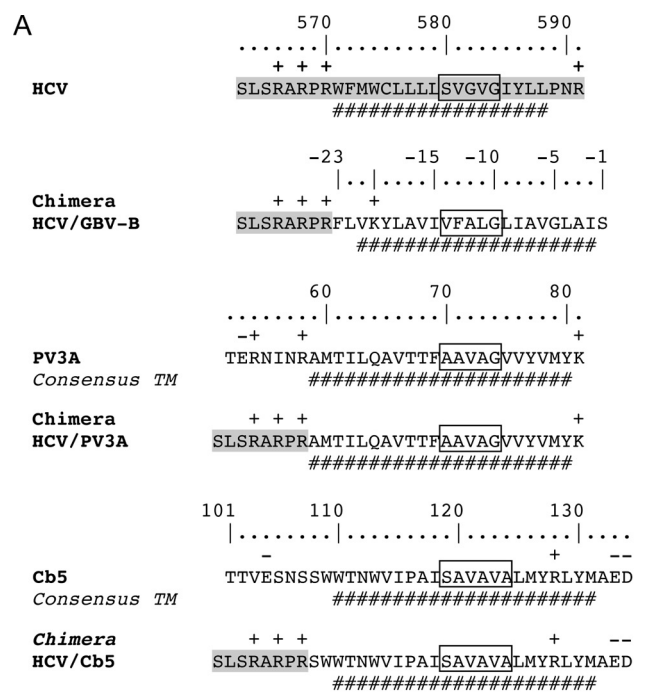 A
570 580 590
+ + + +
HCV SLSRARPRWFMWCLLLLSVGVGIYLLPNR
##################
-23 -15 -10 -5 -1
Chimera + + + +
HCV/GBV-B SLSRARPRFLVKYLAVIVFALGLIAVGLAIS
####################
60 70 80
-+ + +
PV3A TERNINRAMTILQAVTTFAAVAGVVYVMYK
Consensus TM ######################
Chimera + + + +
HCV/PV3A SLSRARPRAMTILQAVTTFAAVAGVVYVMYK
######################
101 110 120 130
- + --
Cb5 TTVESNSSWWTNWVIPAISAVAVALMYRLYMAED
Consensus TM ######################
Chimera + + + + --
HCV/Cb5 SLSRARPRSWWTNWVIPAISAVAVALMYRLYMAED
######################